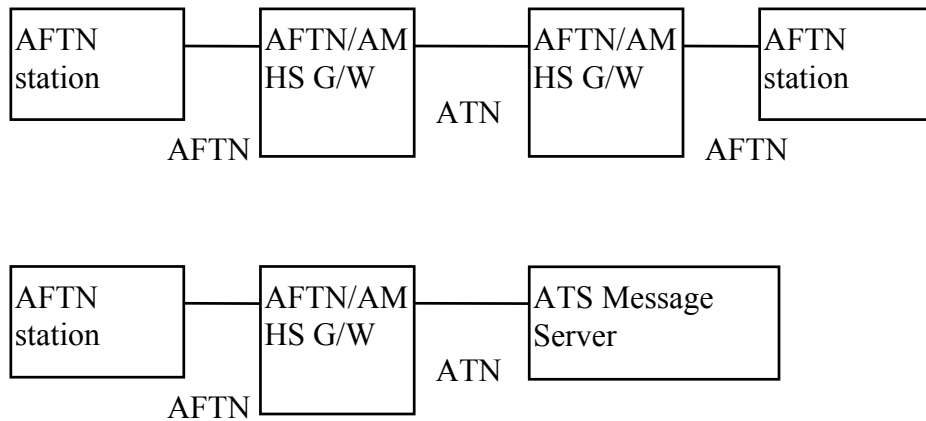 AFTN
station
AFTN/AM
HS G/W
AFTN/AM
HS G/W
AFTN
station
ATN
AFTN
AFTN
AFTN
station
AFTN/AM
HS G/W
ATS Message
Server
ATN
AFTN